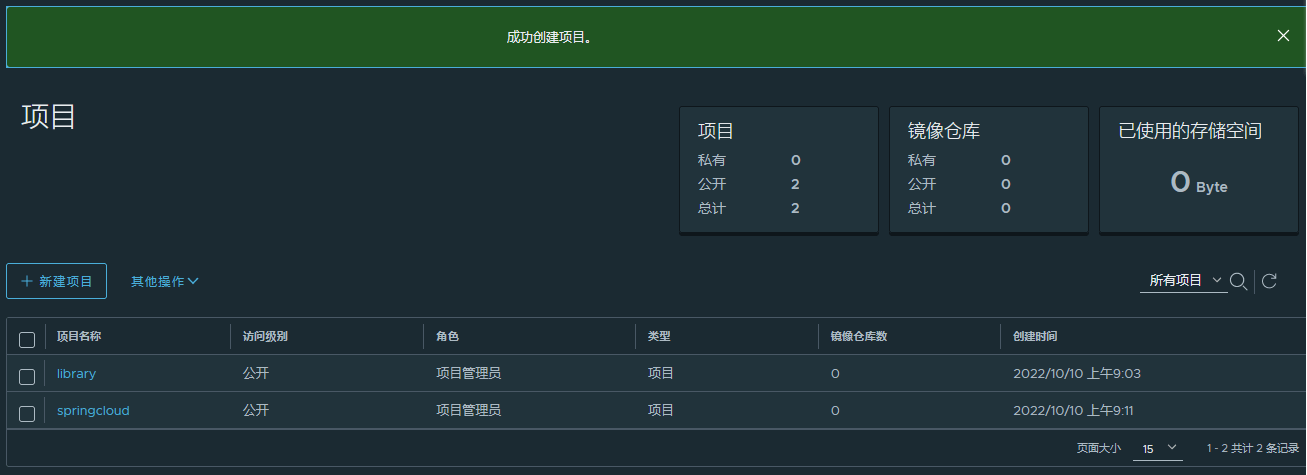 成功创建项目。
项目
项目
私有 0
公开 2
总计 2
镜像仓库
私有 0
公开 0
总计 0
已使用的存储空间
0 Byte
新建项目 其他操作 所有项目
项目名称 访问级别 角色 类型 镜像仓库数 创建时间
library 公开 项目管理员 项目 0 2022/10/10 上午9:03
springcloud 公开 项目管理员 项目 0 2022/10/10 上午9:11
页面大小 15 1 - 2 共计 2 条记录